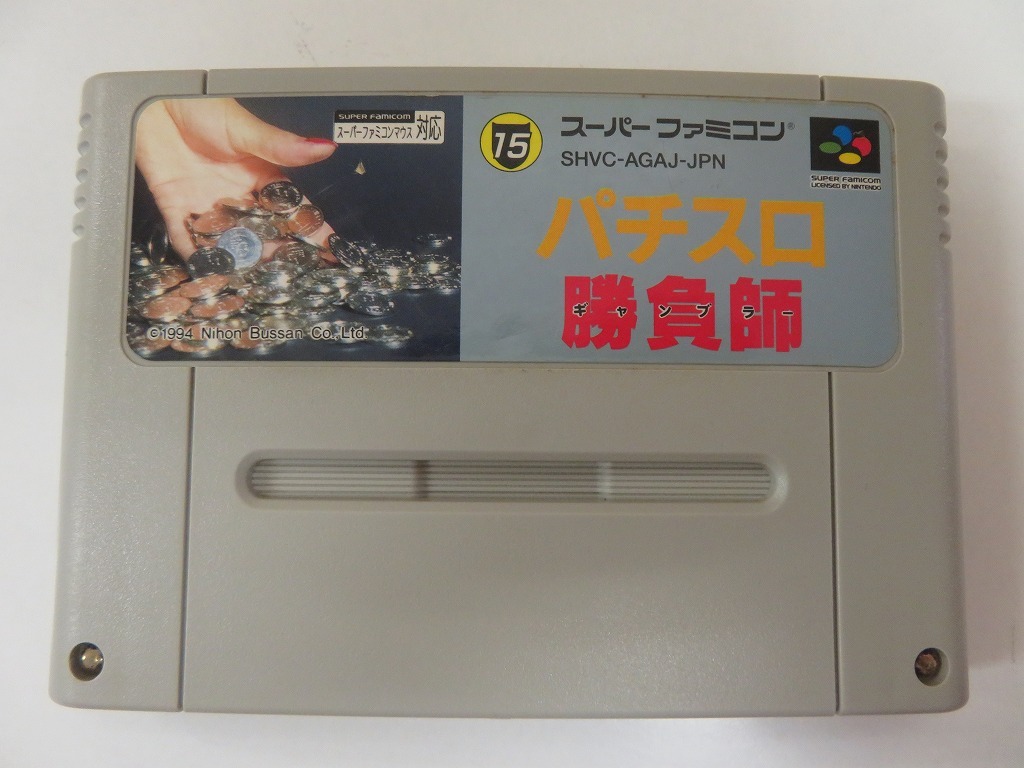 SUPER FAMICOM
スーパーファミコンマウス 対応
©1994 Nihon Bussan Co., Ltd.
15
スーパーファミコン®
SHVC-AGAJ-JPN
SUPER FAMICOM
LICENSED BY NINTENDO
パチスロ
勝負師
ギャンブラー